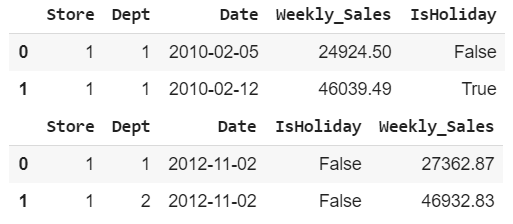 Store Dept Date Weekly_Sales IsHoliday
0 1 1 2010-02-05 24924.50 False
1 1 1 2010-02-12 46039.49 True
Store Dept Date IsHoliday Weekly_Sales
0 1 1 2012-11-02 False 27362.87
1 1 2 2012-11-02 False 46932.83